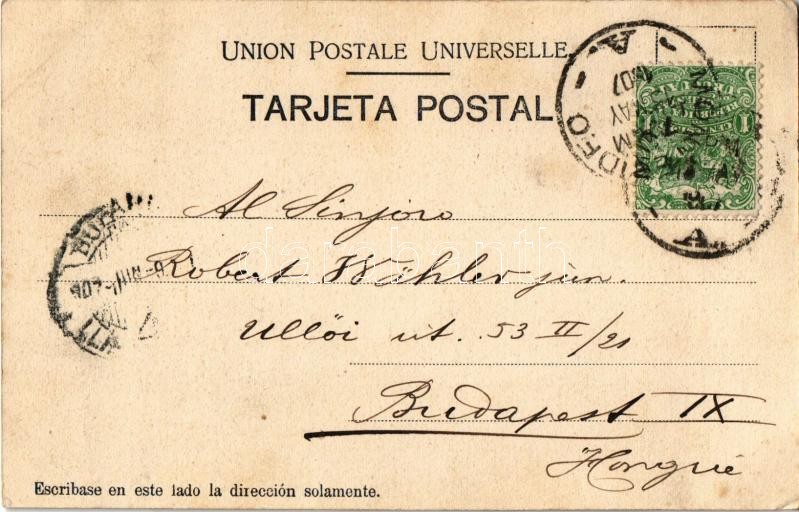 UNION POSTALE UNIVERSELLE
TARJETA POSTAL
Al Sinjoro
Robert Wähler jun.
Üllöi út. 53 II/21
Budapest IX
Hongrie
Escribase en este lado la dirección solamente.